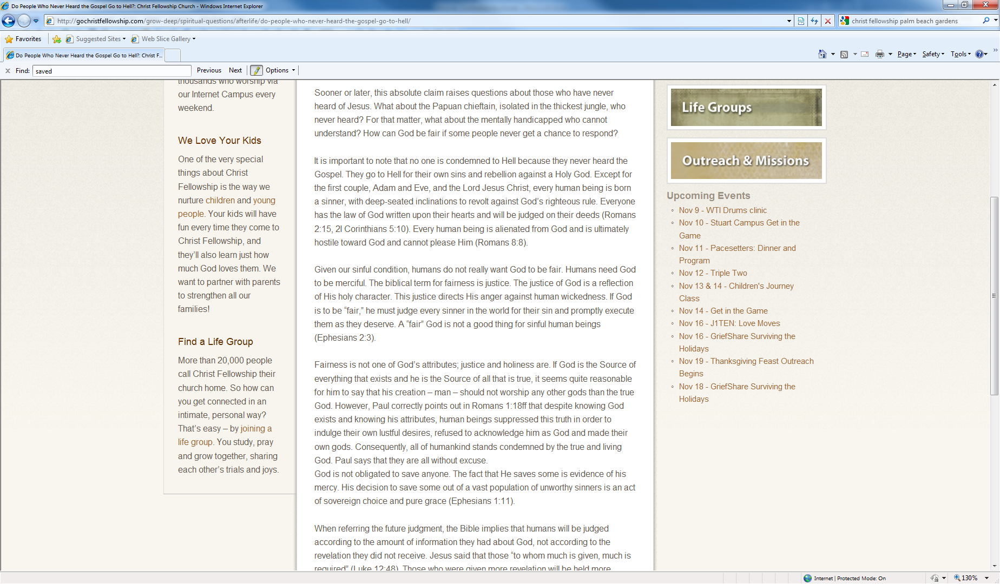 Do People Who Never Heard the Gospel Go to Hell?: Christ Fellowship Church - Windows Internet Explorer
http://gochristfellowship.com/grow-deep/spiritual-questions/afterlife/do-people-who-never-heard-the-gospel-go-to-hell/
christ fellowship palm beach gardens
Favorites
Suggested Sites
Web Slice Gallery
Do People Who Never Heard the Gospel Go to Hell?: Christ F...
Page
Safety
Tools
x Find: saved
Previous
Next
Options
thousands who worship via
our Internet Campus every
weekend.
We Love Your Kids
One of the very special
things about Christ
Fellowship is the way we
nurture children and young
people. Your kids will have
fun every time they come to
Christ Fellowship, and
they'll also learn just how
much God loves them. We
want to partner with parents
to strengthen all our
families!
Find a Life Group
More than 20,000 people
call Christ Fellowship their
church home. So how can
you get connected in an
intimate, personal way?
That's easy – by joining a
life group. You study, pray
and grow together, sharing
each other's trials and joys.
Sooner or later, this absolute claim raises questions about those who have never
heard of Jesus. What about the Papuan chieftain, isolated in the thickest jungle, who
never heard? For that matter, what about the mentally handicapped who cannot
understand? How can God be fair if some people never get a chance to respond?
It is important to note that no one is condemned to Hell because they never heard the
Gospel. They go to Hell for their own sins and rebellion against a Holy God. Except for
the first couple, Adam and Eve, and the Lord Jesus Christ, every human being is born
a sinner, with deep-seated inclinations to revolt against God's righteous rule. Everyone
has the law of God written upon their hearts and will be judged on their deeds (Romans
2:15, 2I Corinthians 5:10). Every human being is alienated from God and is ultimately
hostile toward God and cannot please Him (Romans 8:8).
Given our sinful condition, humans do not really want God to be fair. Humans need God
to be merciful. The biblical term for fairness is justice. The justice of God is a reflection
of His holy character. This justice directs His anger against human wickedness. If God
is to be “fair,” he must judge every sinner in the world for their sin and promptly execute
them as they deserve. A “fair” God is not a good thing for sinful human beings
(Ephesians 2:3).
Fairness is not one of God's attributes; justice and holiness are. If God is the Source of
everything that exists and he is the Source of all that is true, it seems quite reasonable
for him to say that his creation – man – should not worship any other gods than the true
God. However, Paul correctly points out in Romans 1:18ff that despite knowing God
exists and knowing his attributes, human beings suppressed this truth in order to
indulge their own lustful desires, refused to acknowledge him as God and made their
own gods. Consequently, all of humankind stands condemned by the true and living
God. Paul says that they are all without excuse.
God is not obligated to save anyone. The fact that He saves some is evidence of his
mercy. His decision to save some out of a vast population of unworthy sinners is an act
of sovereign choice and pure grace (Ephesians 1:11).
When referring the future judgment, the Bible implies that humans will be judged
according to the amount of information they had about God, not according to the
revelation they did not receive. Jesus said that those “to whom much is given, much is
required” (Luke 12:48). Those who were given more revelation will be held more
Life Groups
Outreach & Missions
Upcoming Events
Nov 9 - WTI Drums clinic
Nov 10 - Stuart Campus Get in the
Game
Nov 11 - Pacesetters: Dinner and
Program
Nov 12 - Triple Two
Nov 13 & 14 - Children's Journey
Class
Nov 14 - Get in the Game
Nov 16 - J1TEN: Love Moves
Nov 16 - GriefShare Surviving the
Holidays
Nov 19 - Thanksgiving Feast Outreach
Begins
Nov 18 - GriefShare Surviving the
Holidays
Internet | Protected Mode: On
130%